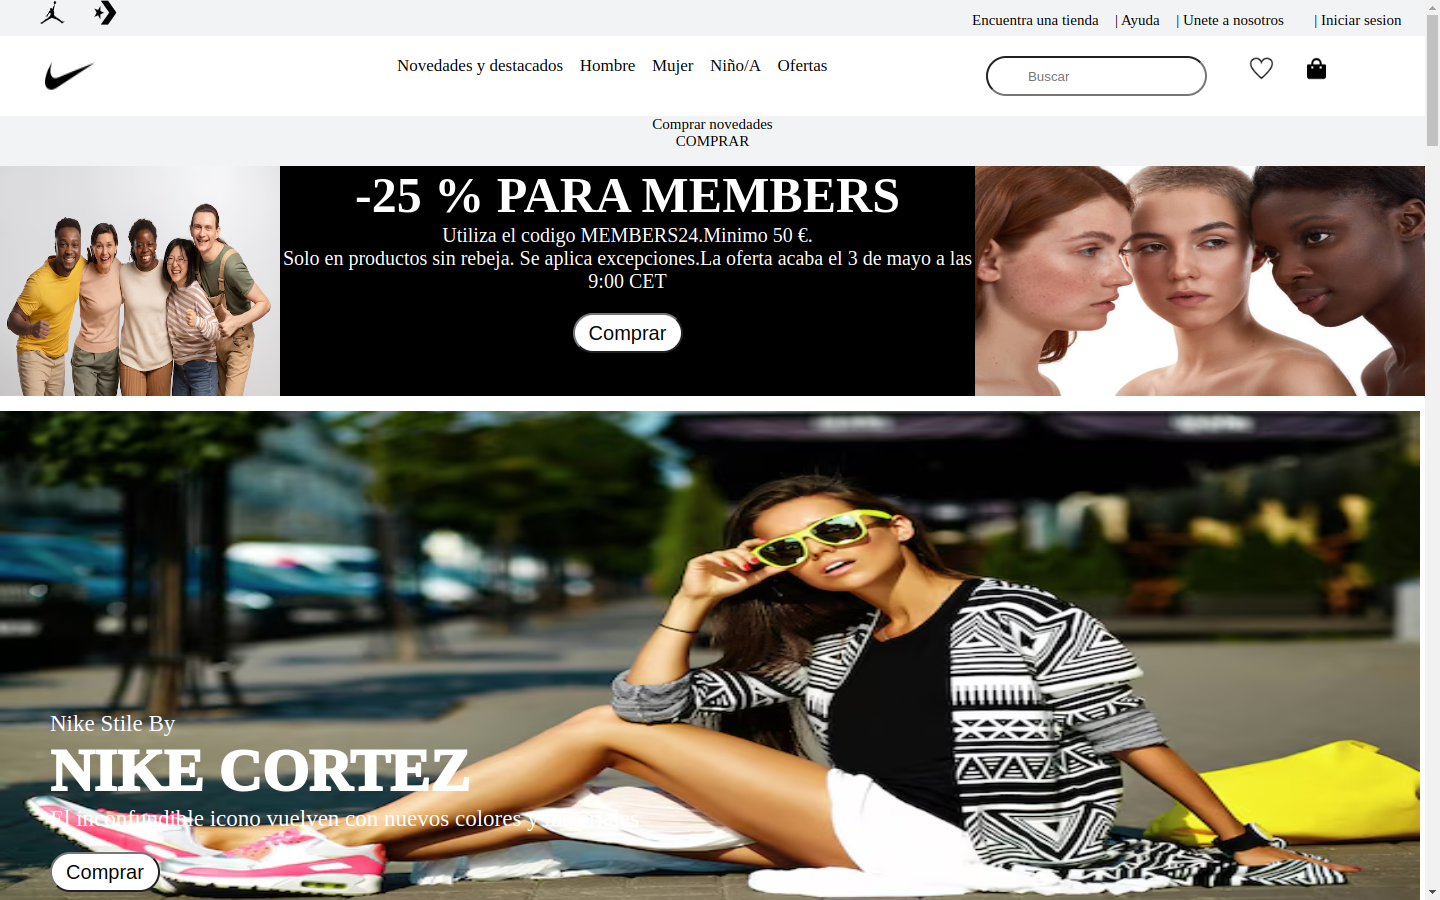 Encuentra una tienda | Ayuda | Unete a nosotros | Iniciar sesion
Novedades y destacados Hombre Mujer Niño/A Ofertas
Buscar
Comprar novedades
COMPRAR
-25 % PARA MEMBERS
Utiliza el codigo MEMBERS24.Minimo 50 €.
Solo en productos sin rebeja. Se aplica excepciones.La oferta acaba el 3 de mayo a las
9:00 CET
Comprar
Nike Stile By
NIKE CORTEZ
El inconfundible icono vuelven con nuevos colores y
Comprar